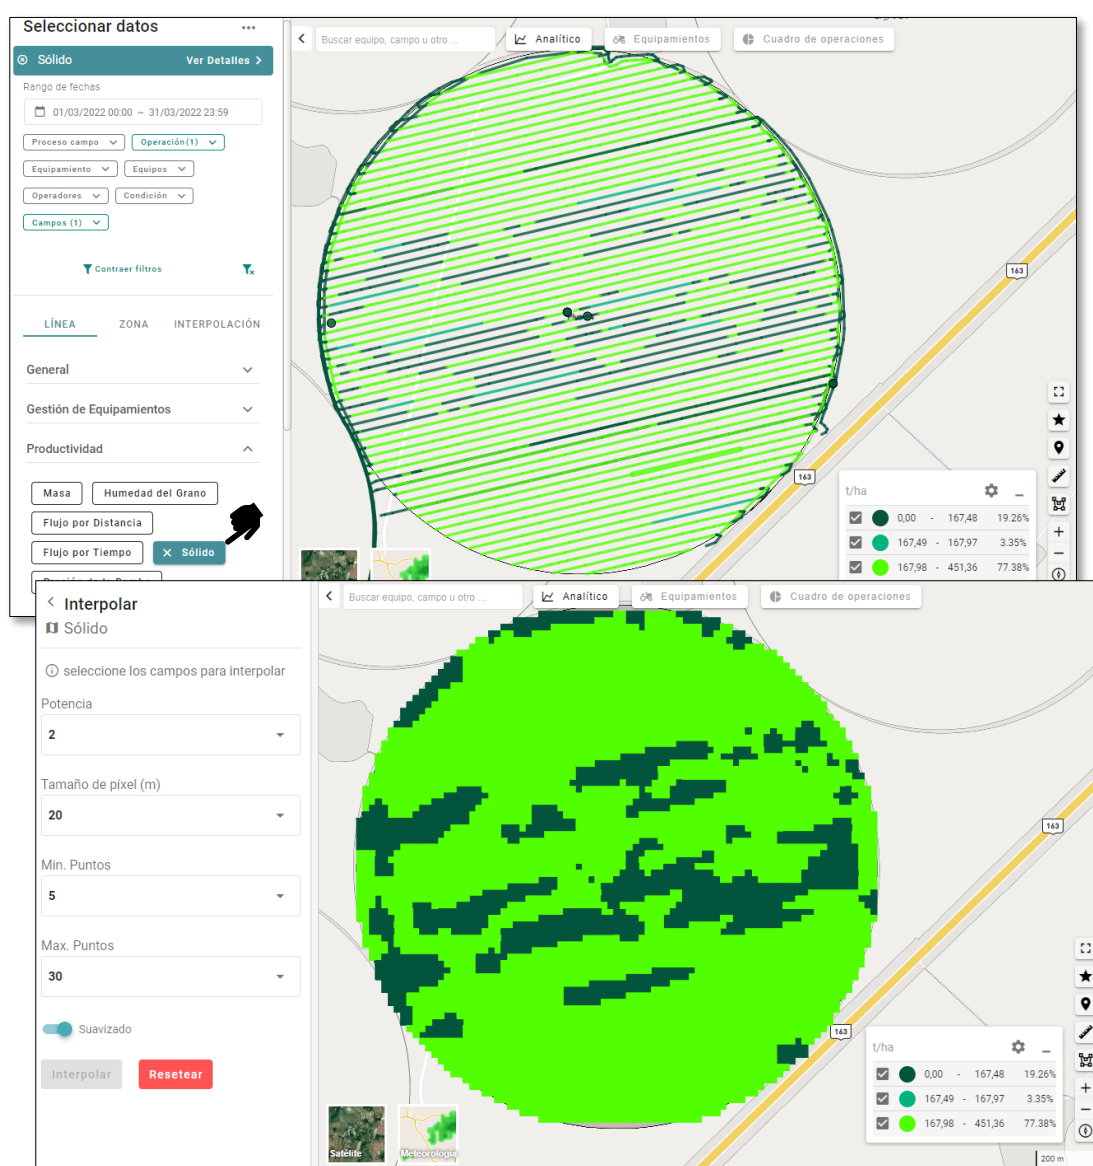 Seleccionar datos
Sólido Ver Detalles
Rango de fechas
01/03/2022 00:00 ~ 31/03/2022 23:59
Proceso campo Operación (1)
Equipamiento Equipos
Operadores Condición
Campos (1)
Contraer filtros
LÍNEA ZONA INTERPOLACIÓN
General
Gestión de Equipamientos
Productividad
Masa Humedad del Grano
Flujo por Distancia
Flujo por Tiempo × Sólido
Buscar equipo, campo u otro ...
Analítico Equipamientos Cuadro de operaciones
163
163
t/ha
0,00 - 167,48 19.26%
167,49 - 167,97 3.35%
167,98 - 451,36 77.38%
Interpolar
Sólido
seleccione los campos para interpolar
Potencia
2
Tamaño de píxel (m)
20
Min. Puntos
5
Max. Puntos
30
Suavizado
Interpolar Resetear
Buscar equipo, campo u otro ...
Analítico Equipamientos Cuadro de operaciones
163
163
t/ha
0,00 - 167,48 19.26%
167,49 - 167,97 3.35%
167,98 - 451,36 77.38%
Satélite Meteorología
200 m